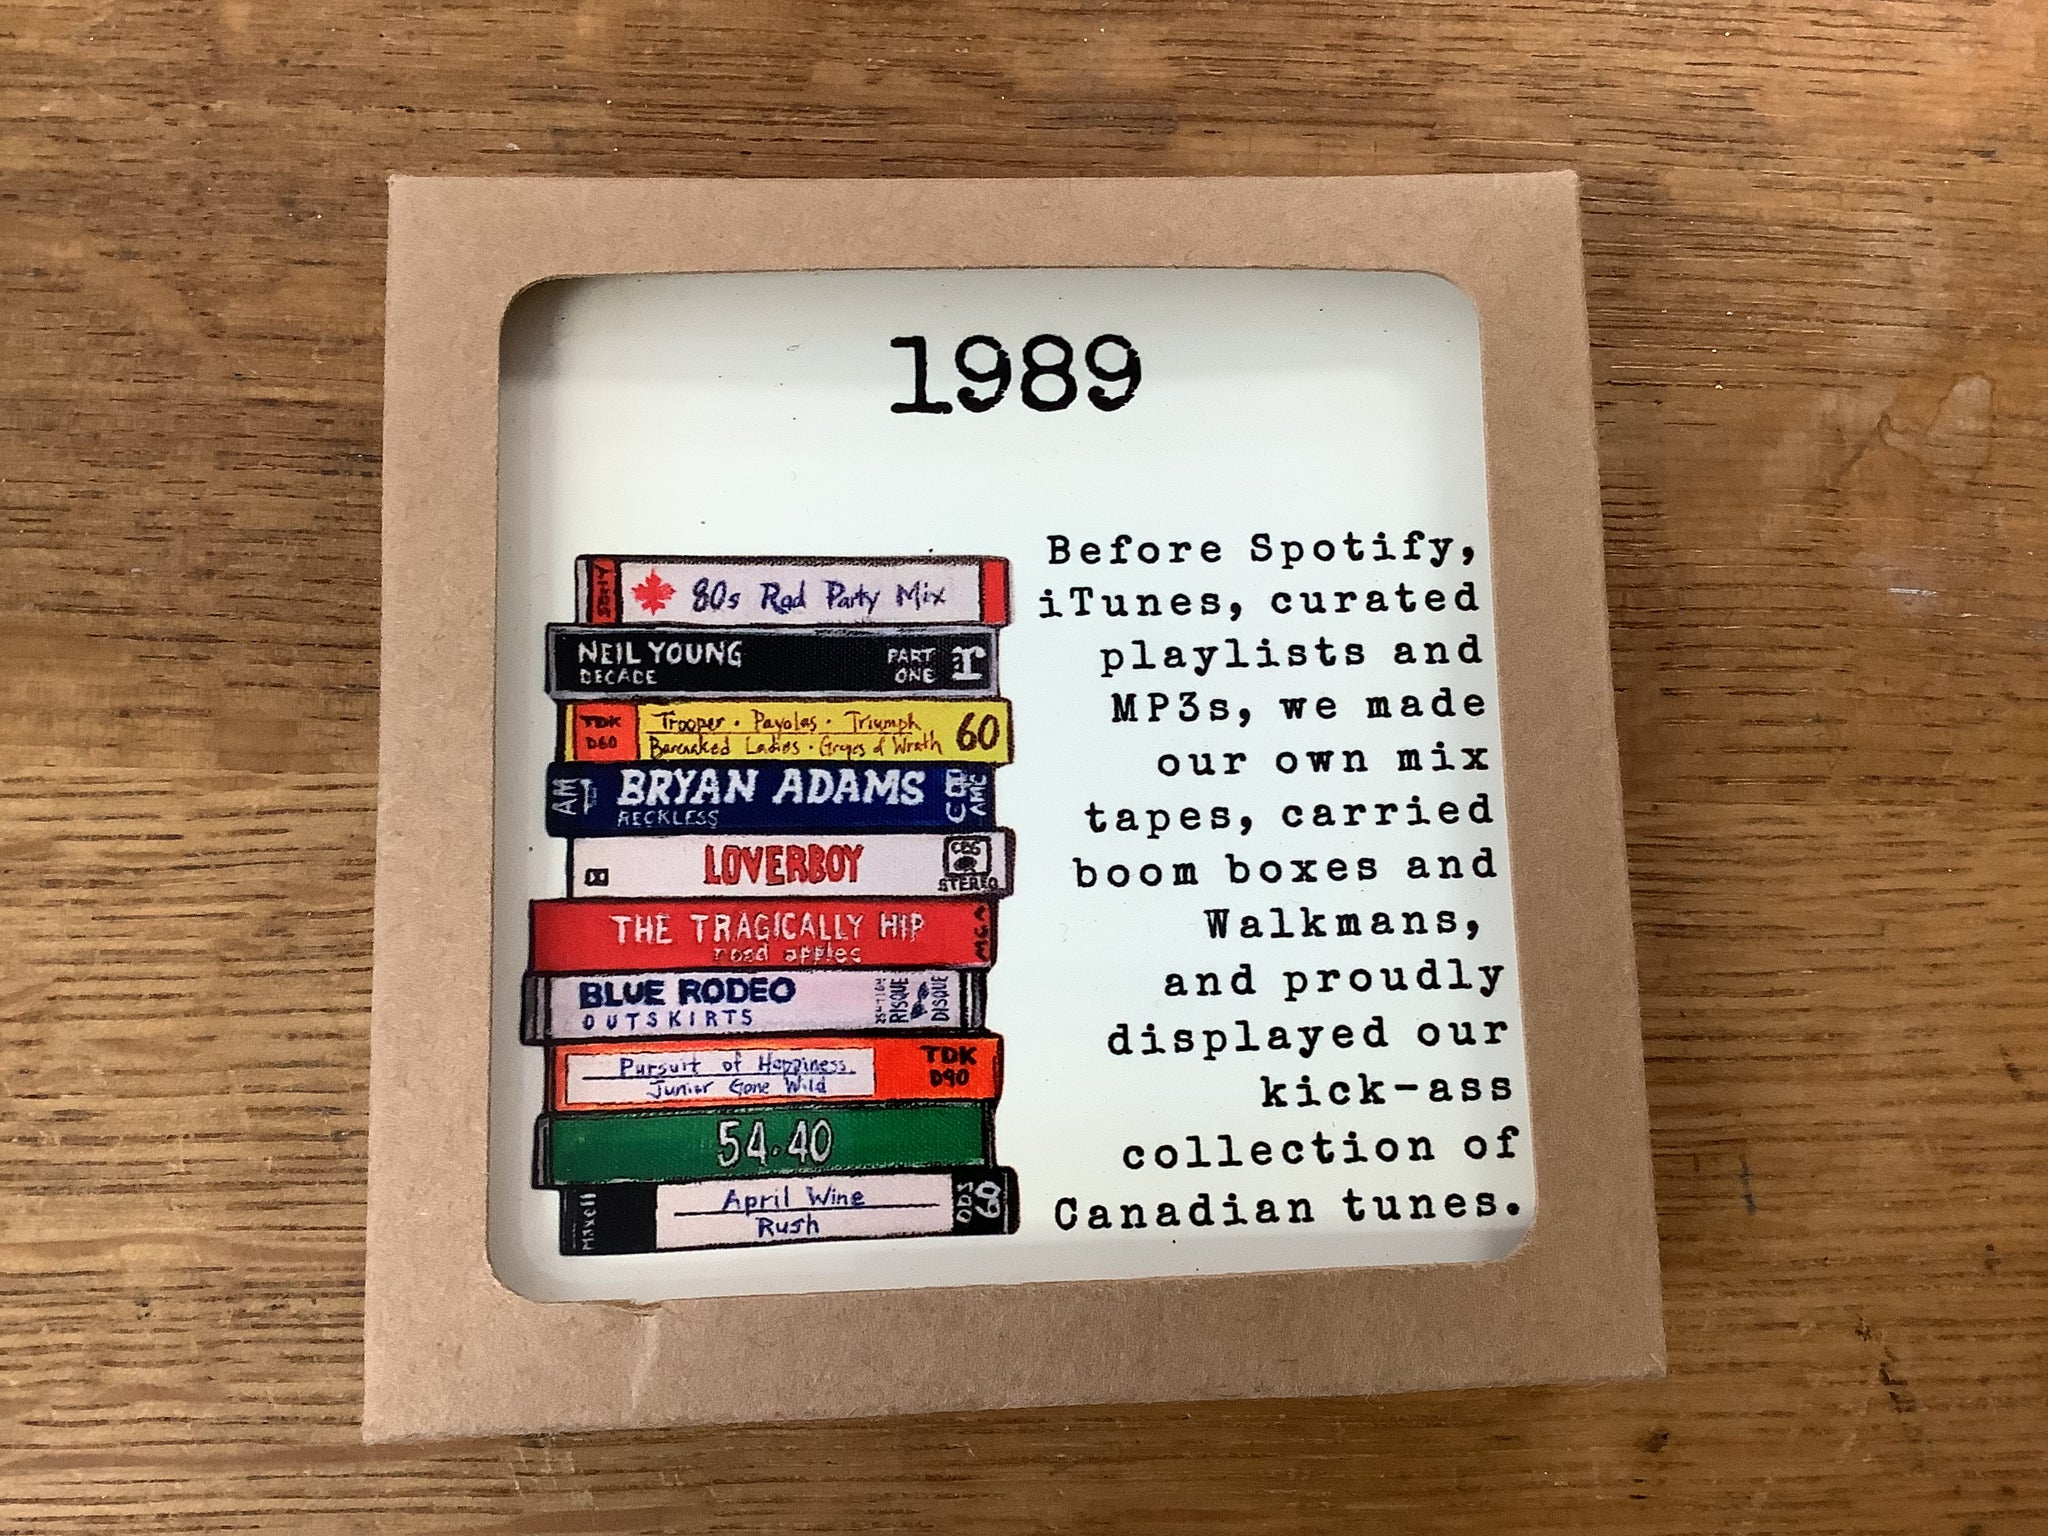 1989
SONY
80s Rad Party Mix
NEIL YOUNG
DECADE
PART
ONE
r
TDK
D60
Trooper · Payolas · Triumph
Barenaked Ladies · Grapes of Wrath
60
AM
BRYAN ADAMS
RECKLESS
AMC
LOVERBOY
CBS
STEREO
THE TRAGICALLY HIP
road apples
MCA
BLUE RODEO
OUTSKIRTS
RISQUE
DISQUE
Pursuit of Happiness
Junior Gone Wild
TDK
D90
54·40
Maxell
April Wine
Rush
60
Before Spotify,
iTunes, curated
playlists and
MP3s, we made
our own mix
tapes, carried
boom boxes and
Walkmans,
and proudly
displayed our
kick-ass
collection of
Canadian tunes.